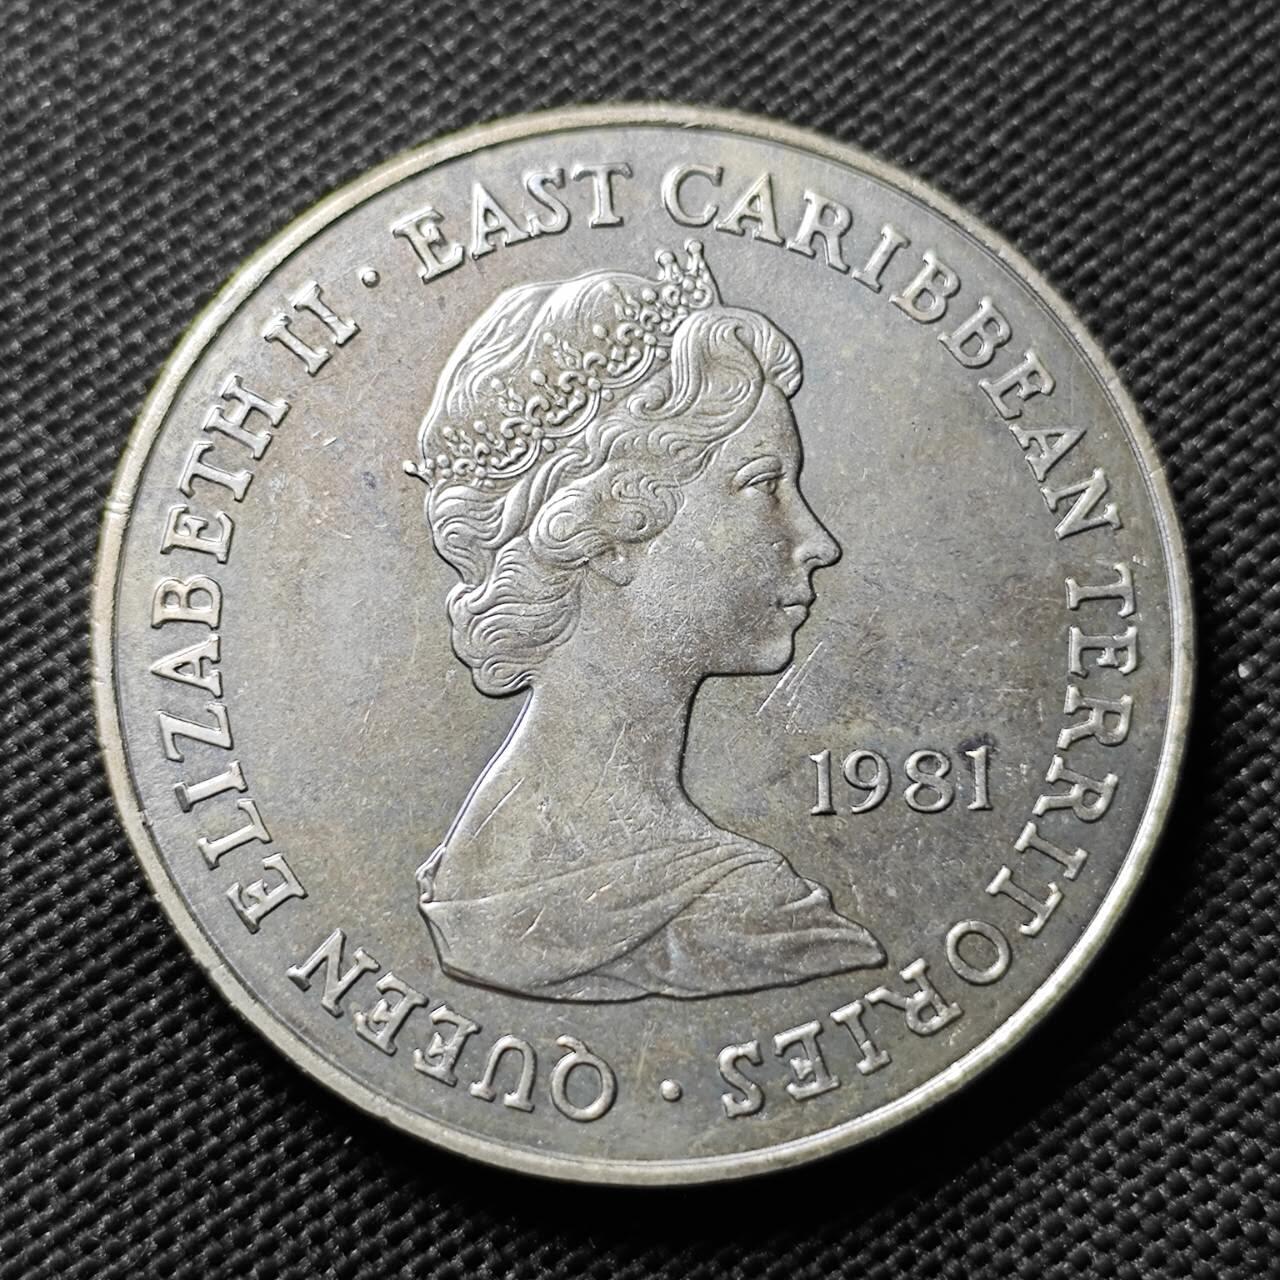 QUEEN ELIZABETH II · EAST CARIBBEAN TERRITORIES ·
1981